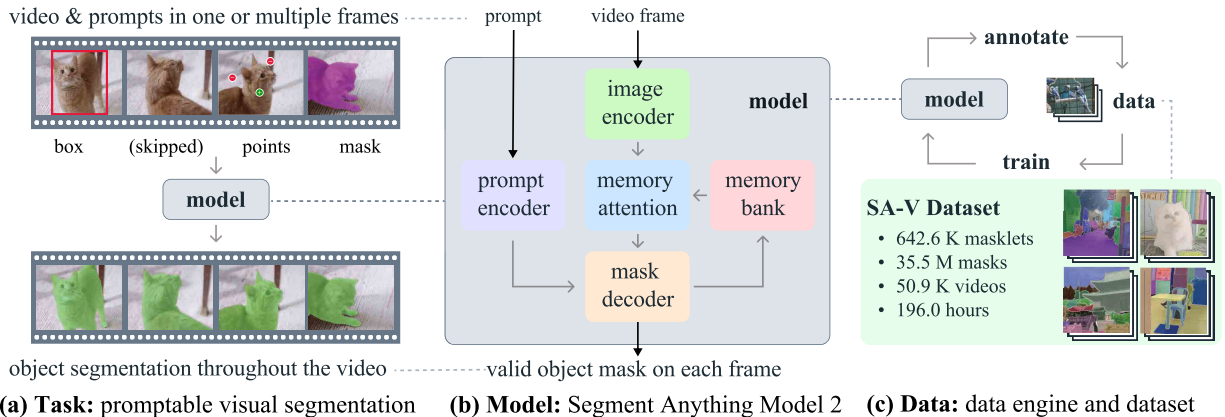 video & prompts in one or multiple frames
box
(skipped)
points
mask
model
object segmentation throughout the video
(a) Task: promptable visual segmentation
prompt
video frame
image
encoder
model
prompt
encoder
memory
attention
memory
bank
mask
decoder
valid object mask on each frame
(b) Model: Segment Anything Model 2
annotate
model
data
train
SA-V Dataset
• 642.6 K masklets
• 35.5 M masks
• 50.9 K videos
• 196.0 hours
(c) Data: data engine and dataset